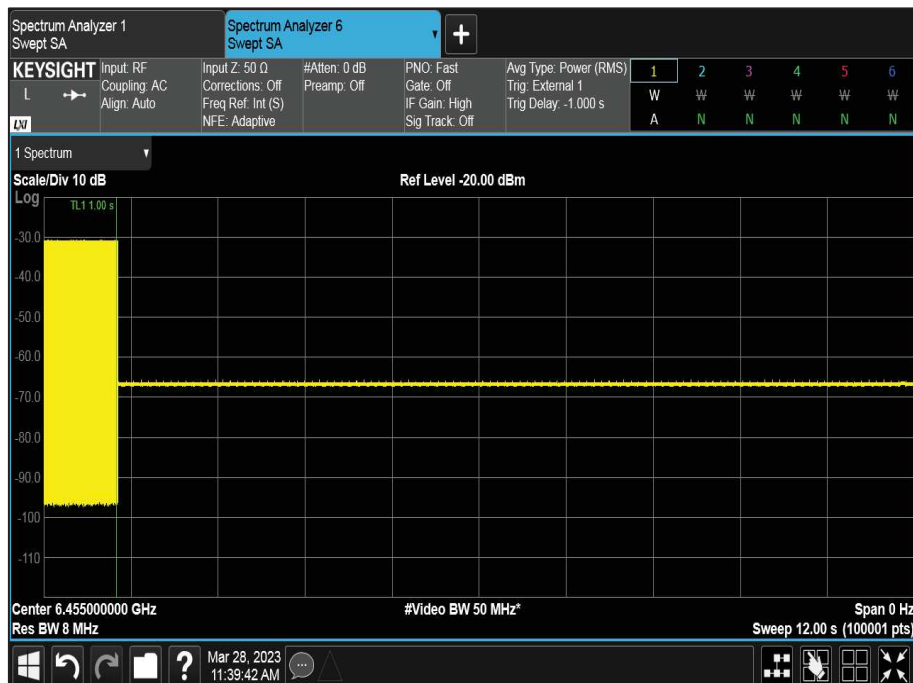 Spectrum Analyzer 1
Swept SA
Spectrum Analyzer 6
Swept SA
+
KEYSIGHT
L
LXI
Input: RF
Coupling: AC
Align: Auto
Input Z: 50 Ω
Corrections: Off
Freq Ref: Int (S)
NFE: Adaptive
#Atten: 0 dB
Preamp: Off
PNO: Fast
Gate: Off
IF Gain: High
Sig Track: Off
Avg Type: Power (RMS)
Trig: External 1
Trig Delay: -1.000 s
1 2 3 4 5 6
W W W W W W
A N N N N N
1 Spectrum
Scale/Div 10 dB
Ref Level -20.00 dBm
Log
TL1 1.00 s
-30.0
-40.0
-50.0
-60.0
-70.0
-80.0
-90.0
-100
-110
Center 6.455000000 GHz
#Video BW 50 MHz*
Span 0 Hz
Res BW 8 MHz
Sweep 12.00 s (100001 pts)
?
Mar 28, 2023
11:39:42 AM